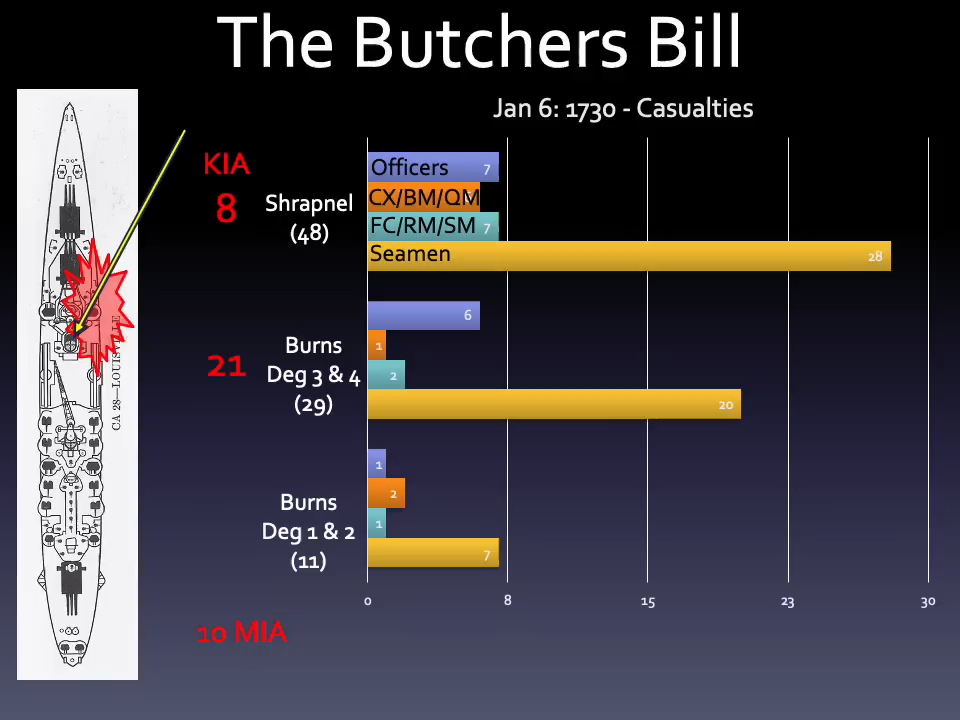 The Butchers Bill
Jan 6: 1730 - Casualties
KIA
8
Shrapnel
(48)
Officers
7
CX/BM/QM
FC/RM/SM
7
Seamen
28
21
Burns
Deg 3 & 4
(29)
6
1
2
20
Burns
Deg 1 & 2
(11)
1
2
1
7
0
8
15
23
30
10 MIA
CA 28—LOUISVILLE